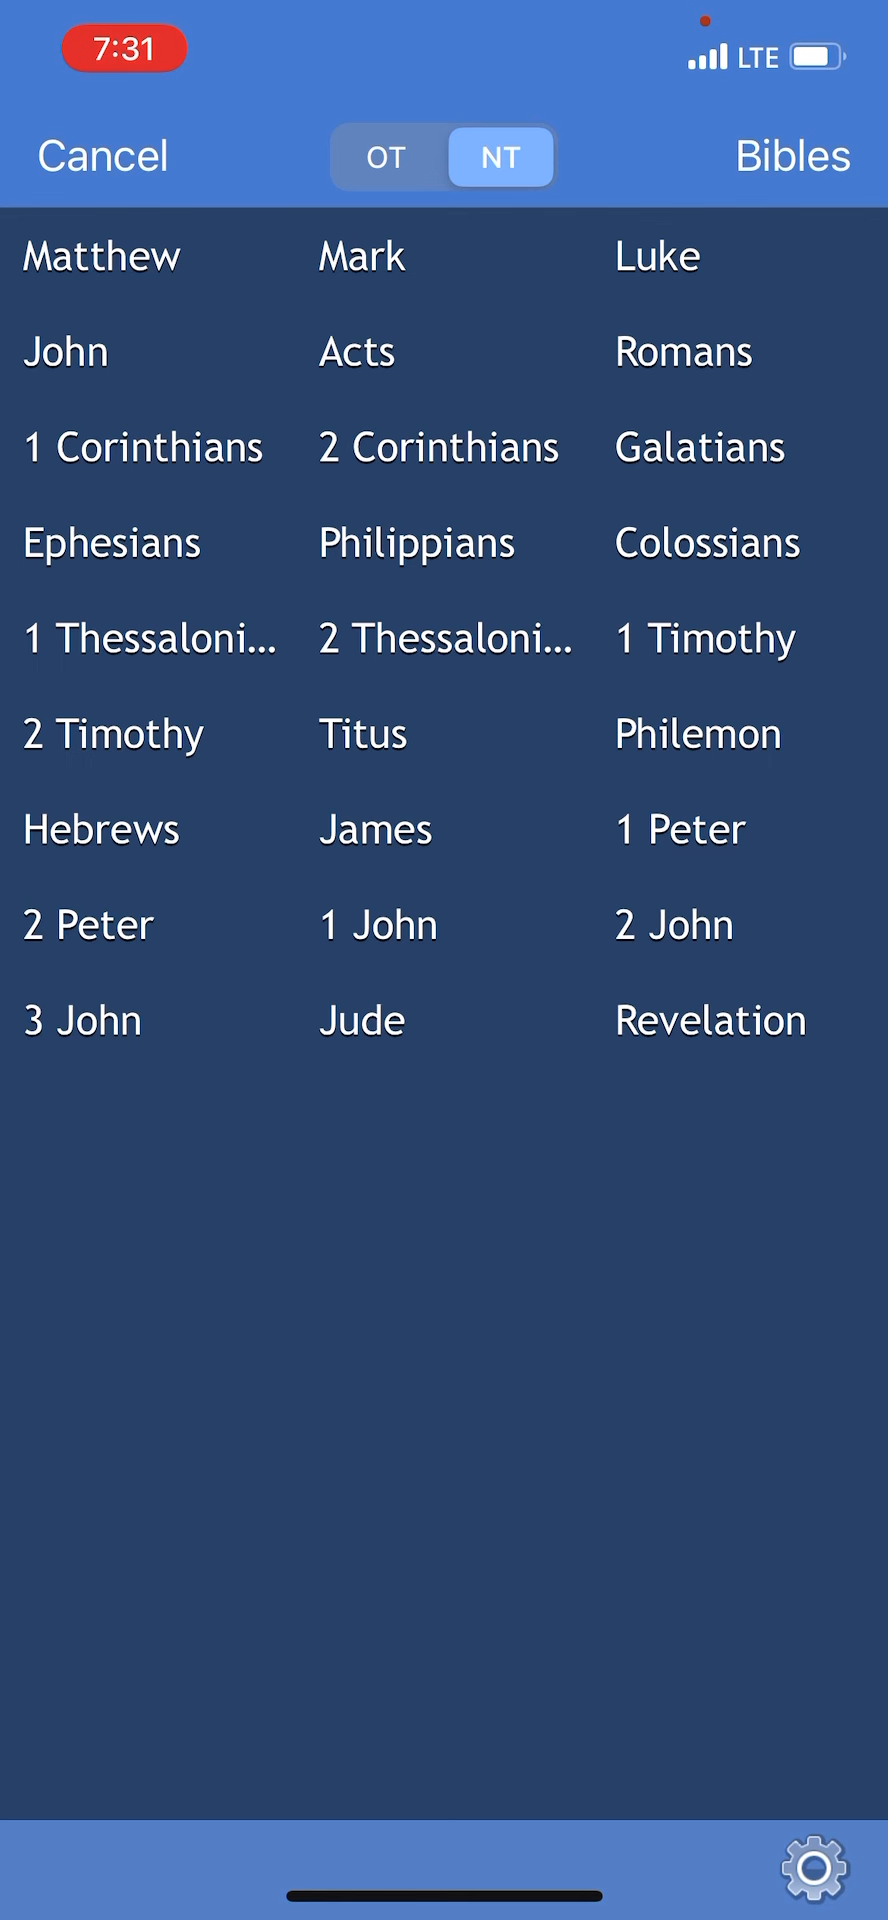 7:31 LTE
Cancel OT NT Bibles
Matthew Mark Luke
John Acts Romans
1 Corinthians 2 Corinthians Galatians
Ephesians Philippians Colossians
1 Thessaloni... 2 Thessaloni... 1 Timothy
2 Timothy Titus Philemon
Hebrews James 1 Peter
2 Peter 1 John 2 John
3 John Jude Revelation